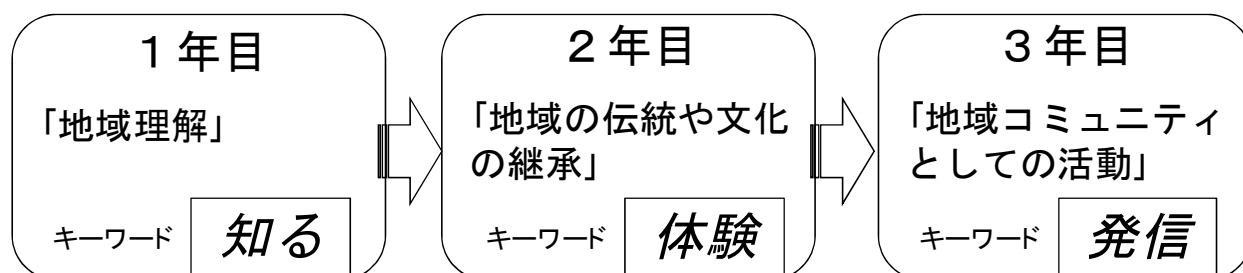 １年目
「地域理解」
キーワード 知る
２年目
「地域の伝統や文化
の継承」
キーワード 体験
３年目
「地域コミュニティ
としての活動」
キーワード 発信